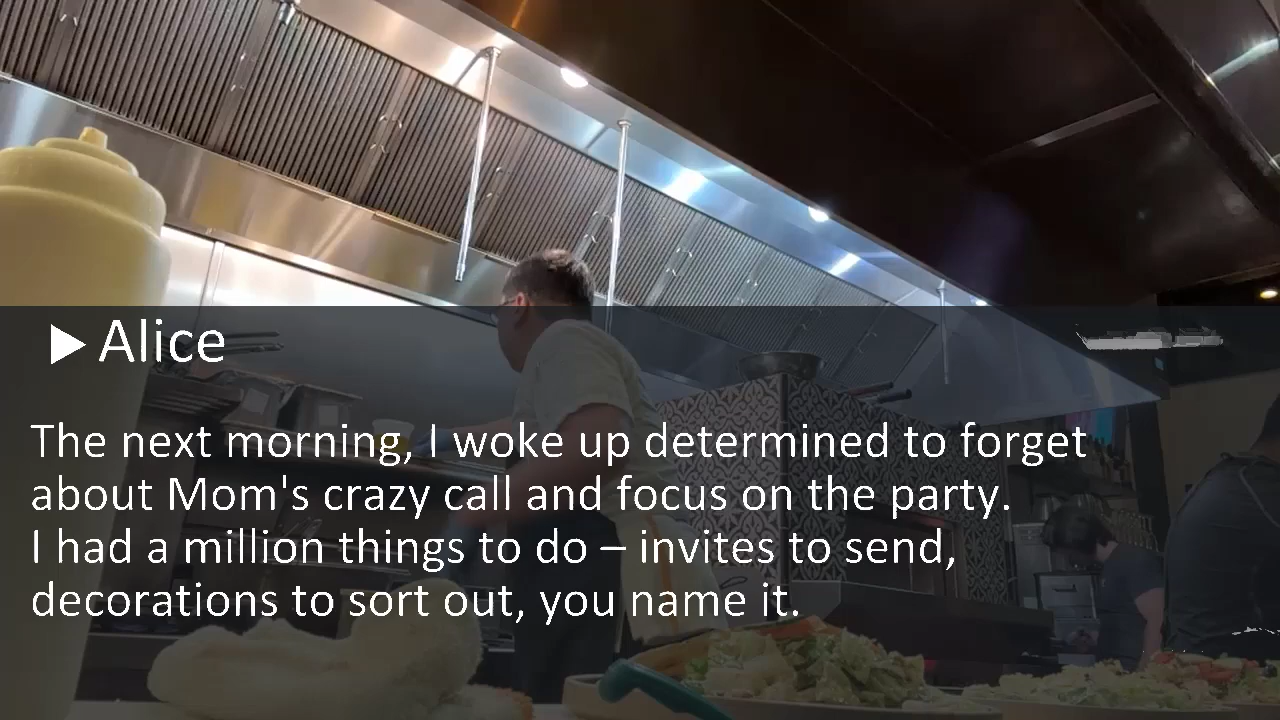 ▶ Alice
The next morning, I woke up determined to forget
about Mom's crazy call and focus on the party.
I had a million things to do – invites to send,
decorations to sort out, you name it.